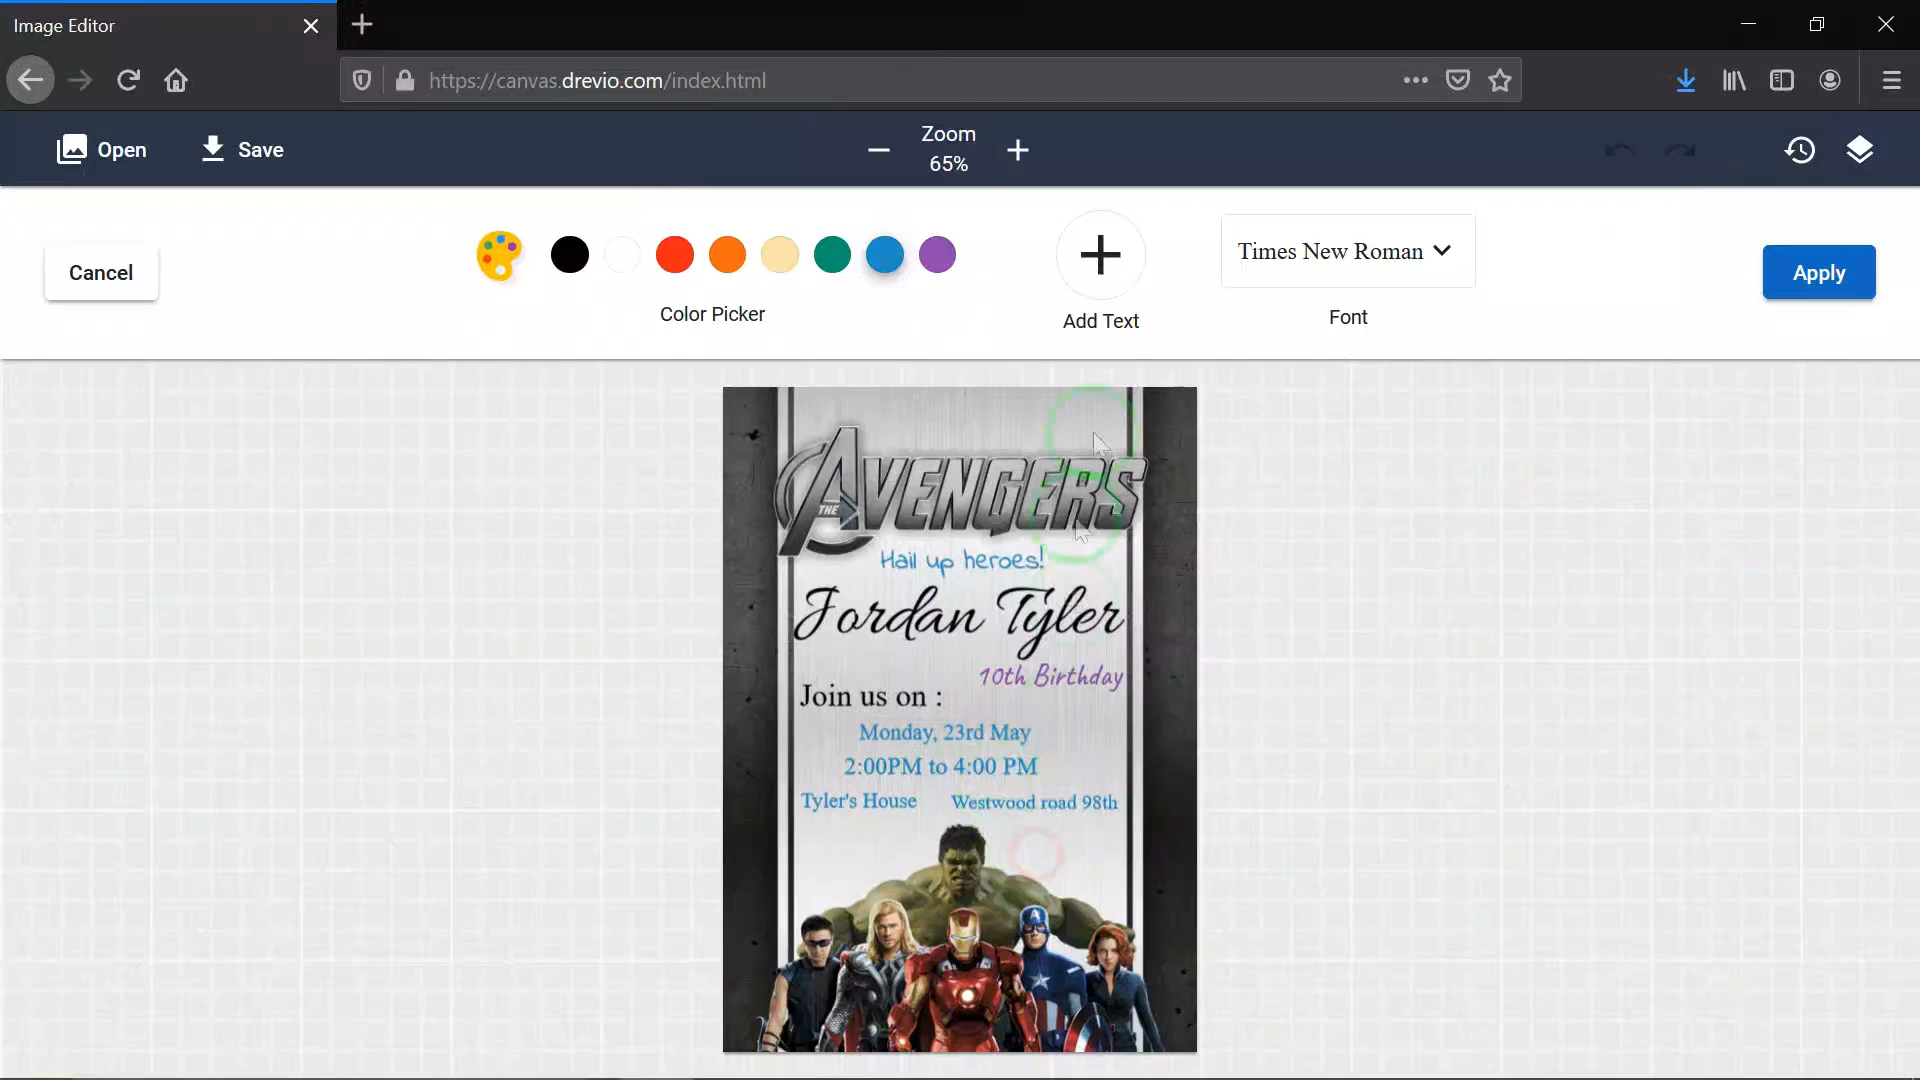 Image Editor
https://canvas.drevio.com/index.html
Open
Save
Zoom
65%
Cancel
Color Picker
Add Text
Times New Roman
Font
Apply
THE AVENGERS
Hail up heroes!
Jordan Tyler
10th Birthday
Join us on :
Monday, 23rd May
2:00PM to 4:00 PM
Tyler's House Westwood road 98th